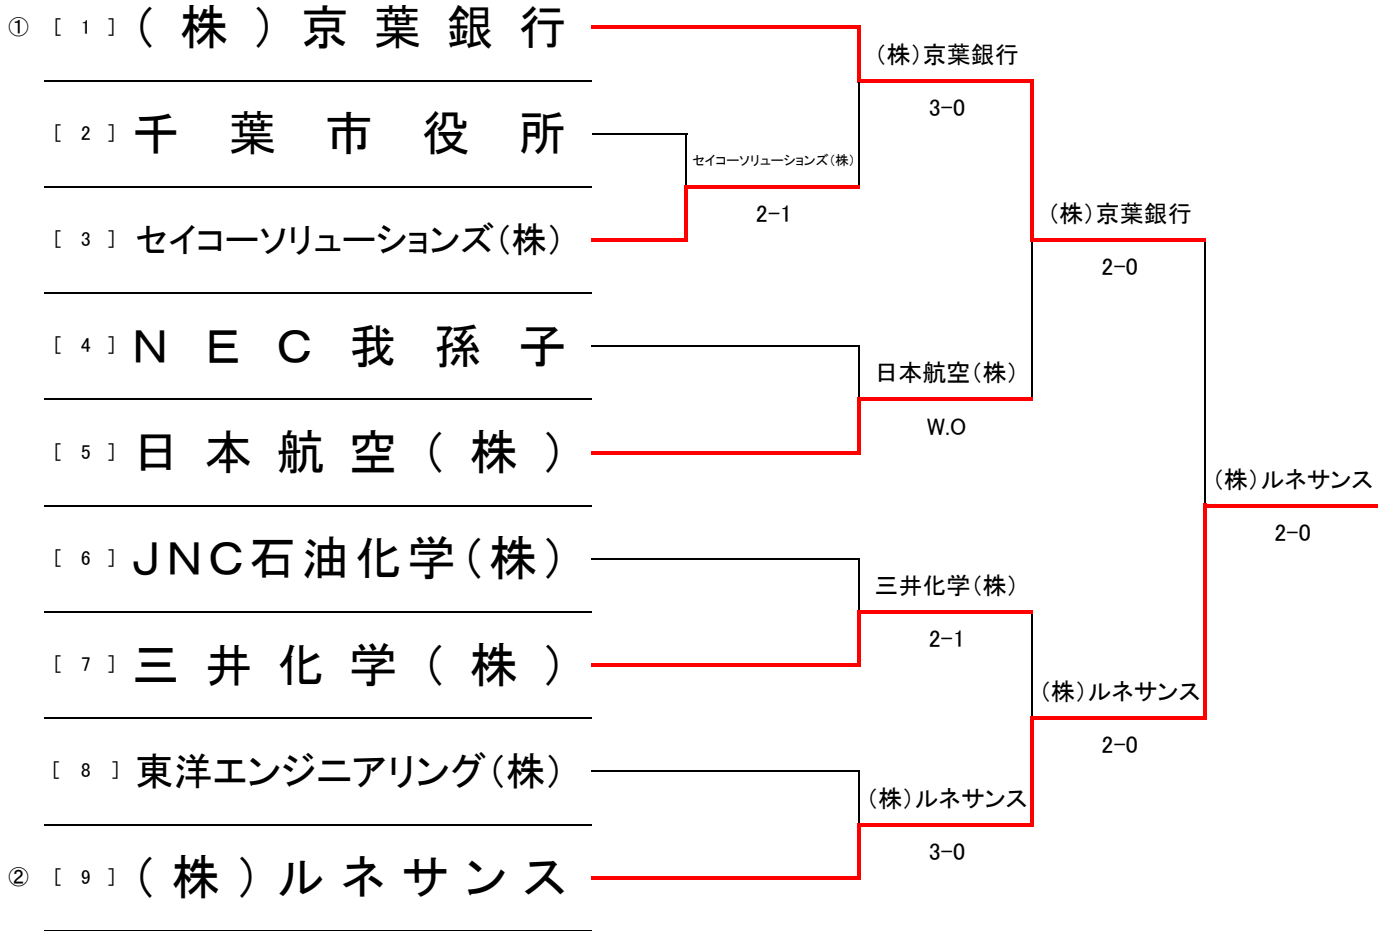 ① [ 1 ] (株)京葉銀行
(株)京葉銀行
3-0
[ 2 ] 千葉市役所
セイコーソリューションズ(株)
2-1
(株)京葉銀行
[ 3 ] セイコーソリューションズ(株)
2-0
[ 4 ] NEC我孫子
日本航空(株)
W.O
[ 5 ] 日本航空(株)
(株)ルネサンス
2-0
[ 6 ] JNC石油化学(株)
三井化学(株)
2-1
[ 7 ] 三井化学(株)
(株)ルネサンス
2-0
[ 8 ] 東洋エンジニアリング(株)
(株)ルネサンス
3-0
② [ 9 ] (株)ルネサンス